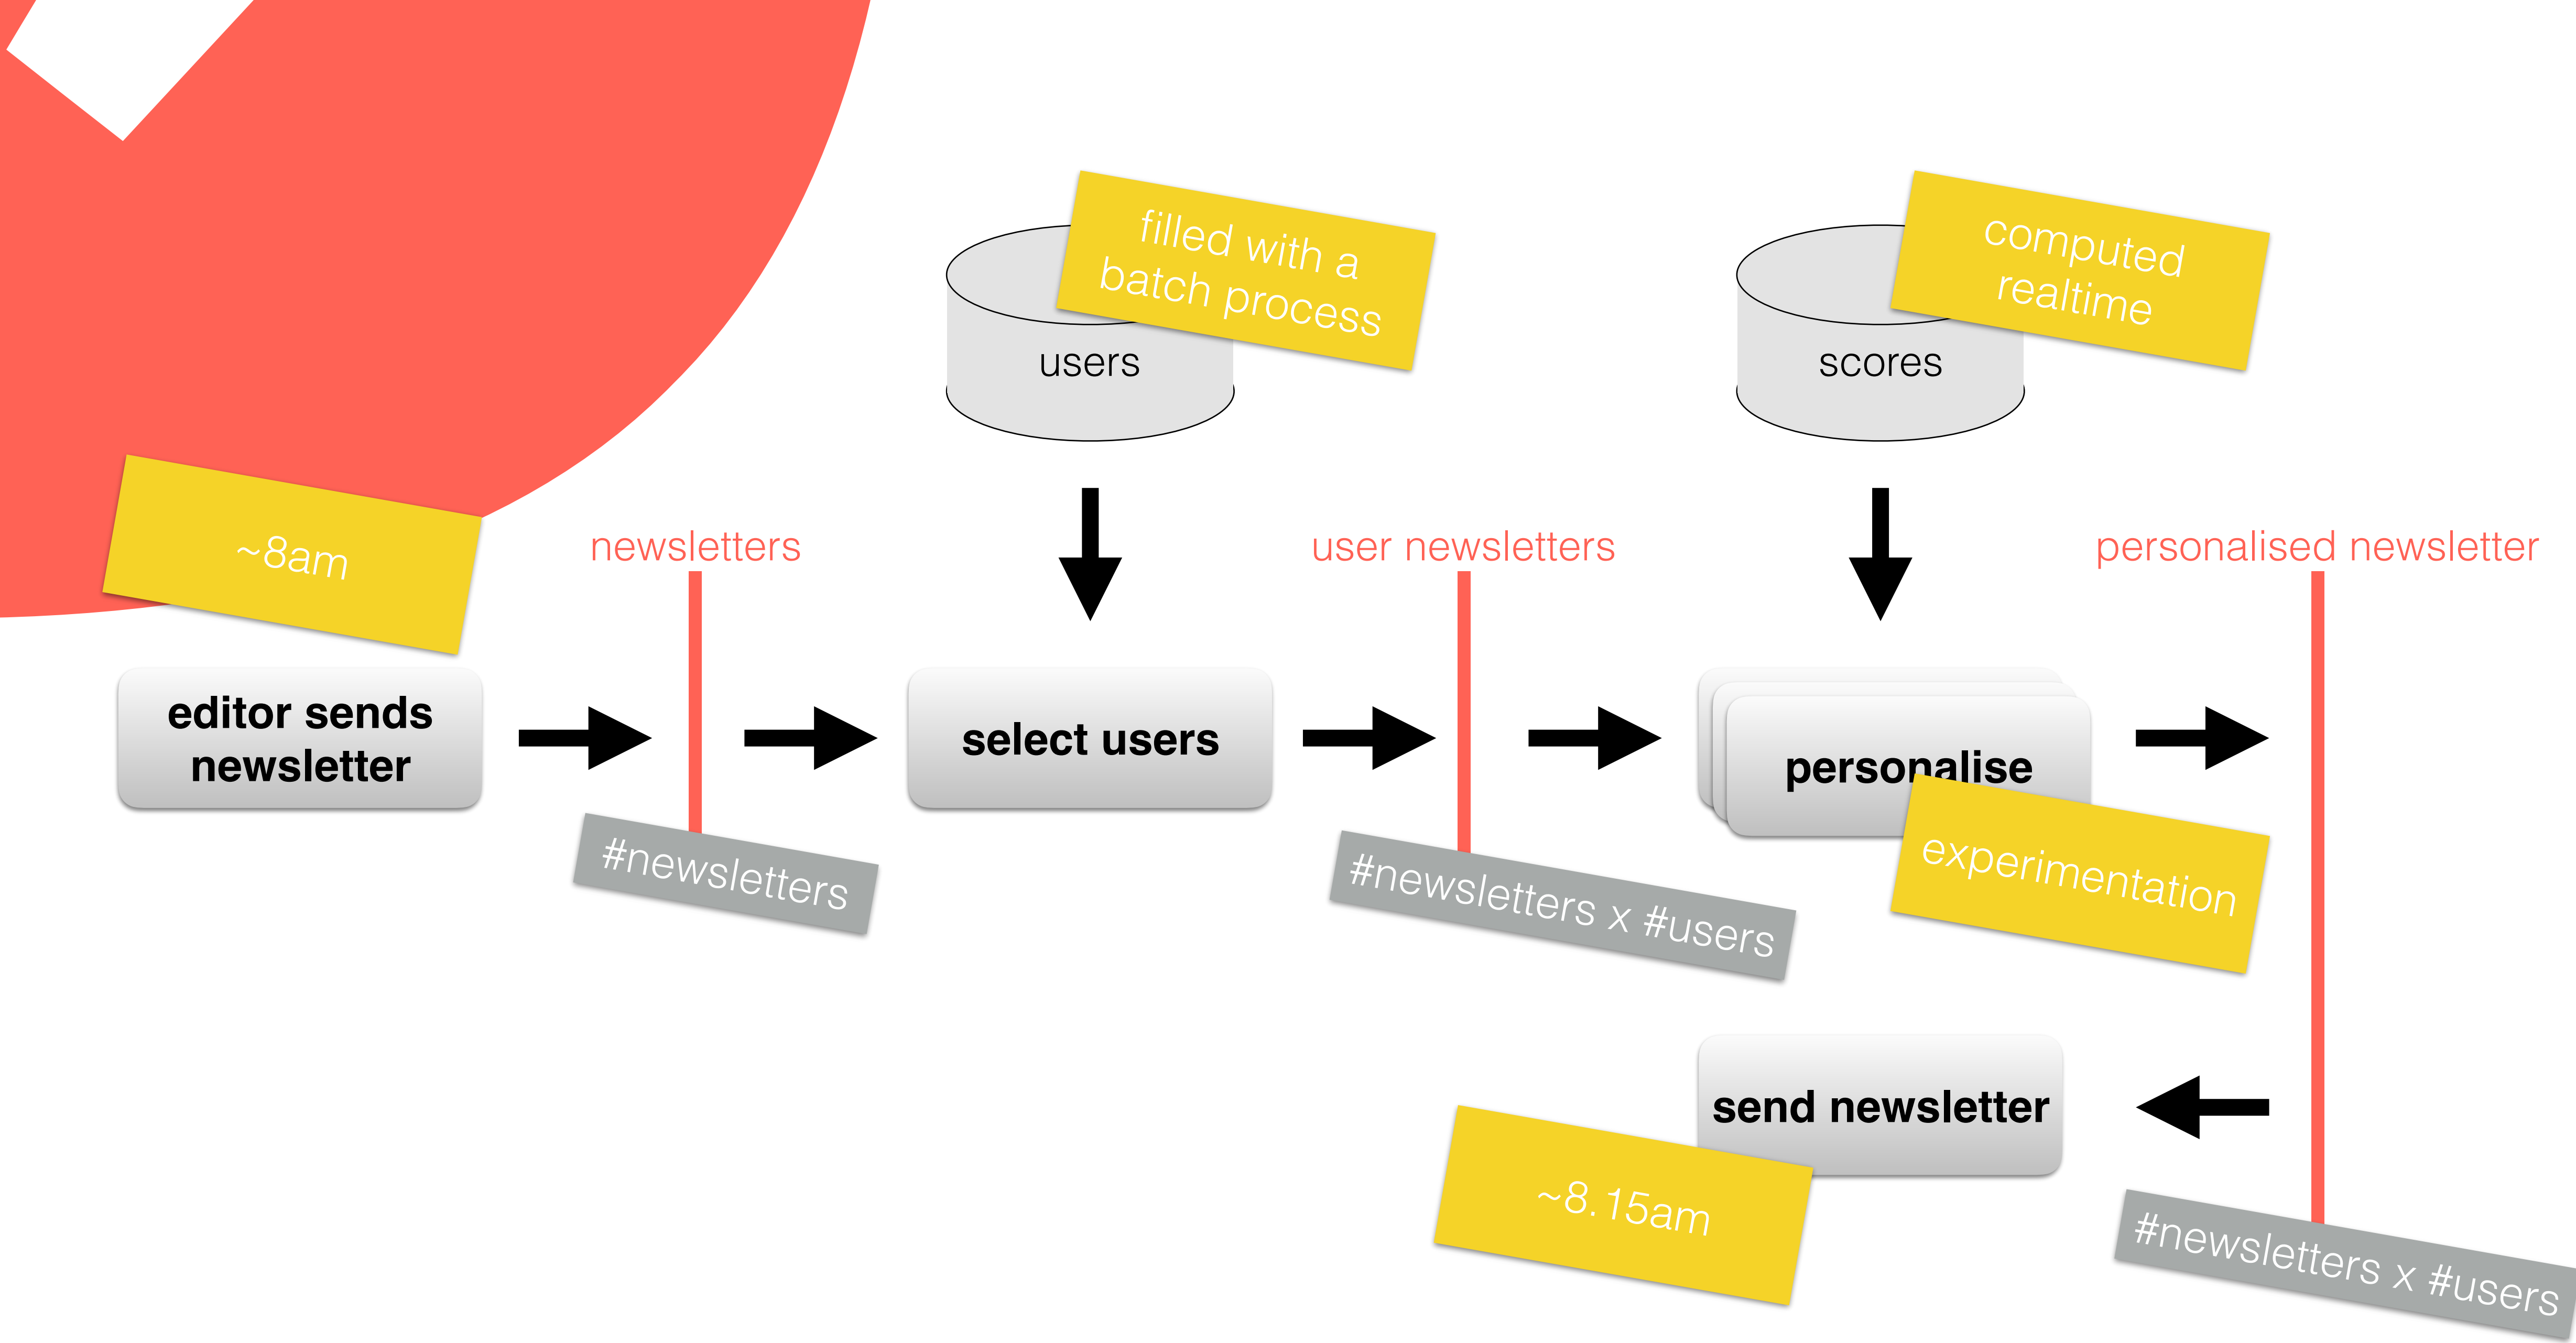 filled with a
batch process
users
computed
realtime
scores
~8am
newsletters
user newsletters
personalised newsletter
editor sends
newsletter
select users
personalise
experimentation
#newsletters
#newsletters x #users
send newsletter
~8.15am
#newsletters x #users